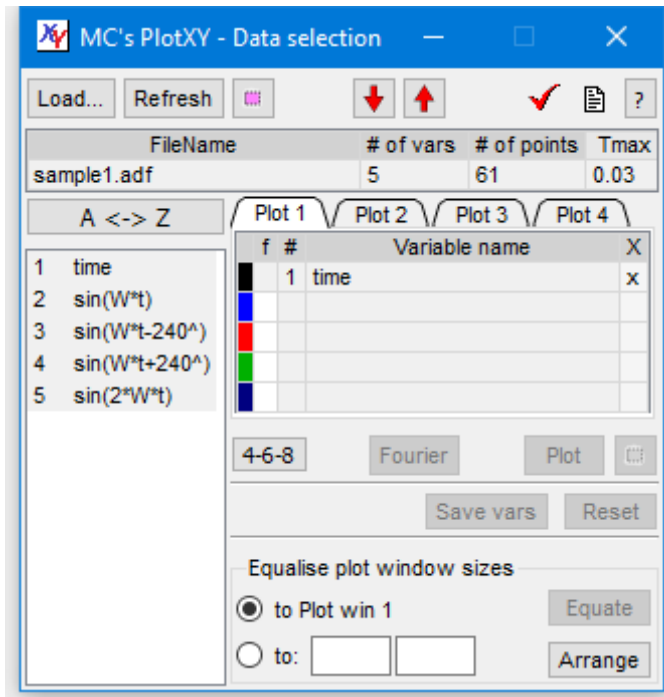 XY MC's PlotXY - Data selection
Load... Refresh ?
FileName # of vars # of points Tmax
sample1.adf 5 61 0.03
A <-> Z Plot 1 Plot 2 Plot 3 Plot 4
f # Variable name X
1 time x
1 time
2 sin(W*t)
3 sin(W*t-240^)
4 sin(W*t+240^)
5 sin(2*W*t)
4-6-8 Fourier Plot
Save vars Reset
Equalise plot window sizes
to Plot win 1 Equate
to: Arrange